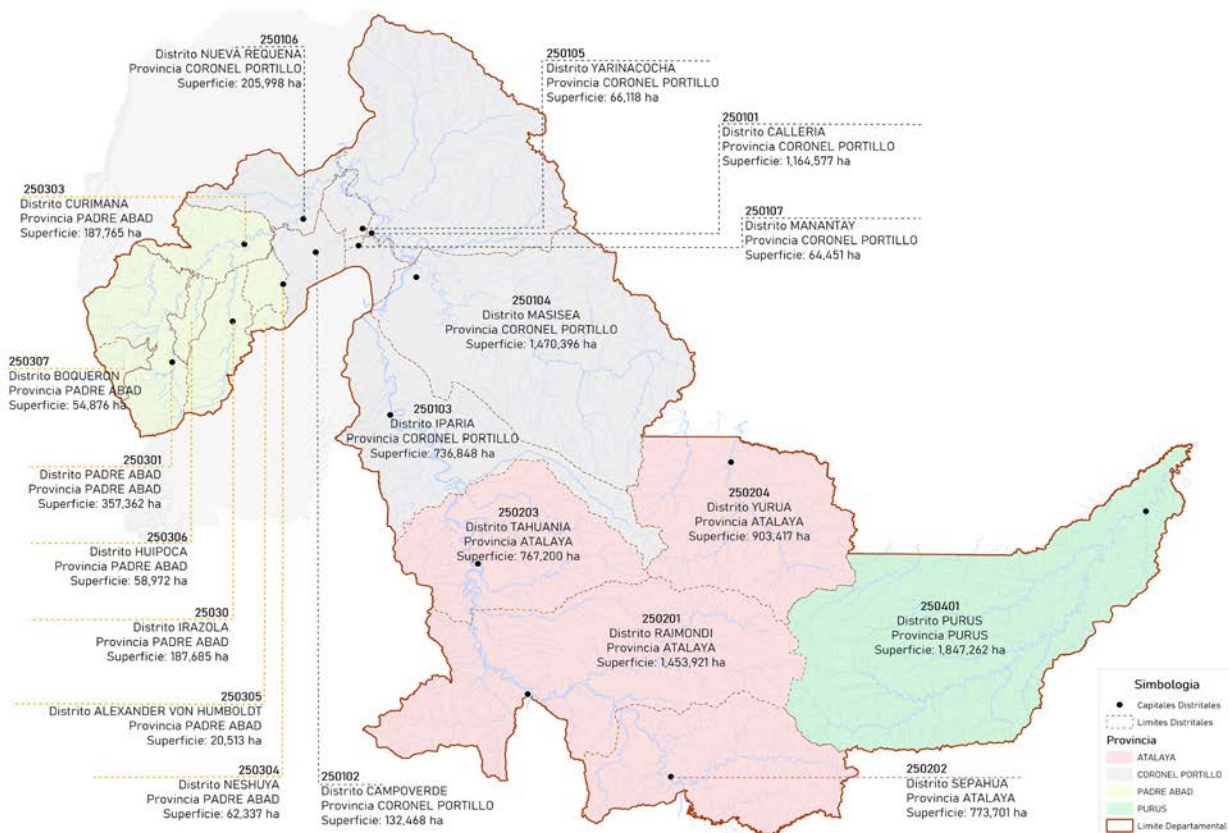 250106
Distrito NUEVA REQUENA
Provincia CORONEL PORTILLO
Superficie: 205,998 ha
250105
Distrito YARINACOCHA
Provincia CORONEL PORTILLO
Superficie: 66,118 ha
250101
Distrito CALLERIA
Provincia CORONEL PORTILLO
Superficie: 1,164,577 ha
250303
Distrito CURIMANA
Provincia PADRE ABAD
Superficie: 187,765 ha
250107
Distrito MANANTAY
Provincia CORONEL PORTILLO
Superficie: 64,451 ha
250104
Distrito MASISEA
Provincia CORONEL PORTILLO
Superficie: 1,470,396 ha
250307
Distrito BOQUERON
Provincia PADRE ABAD
Superficie: 54,876 ha
250103
Distrito IPARIA
Provincia CORONEL PORTILLO
Superficie: 736,848 ha
250301
Distrito PADRE ABAD
Provincia PADRE ABAD
Superficie: 357,362 ha
250204
Distrito YURUA
Provincia ATALAYA
Superficie: 903,417 ha
250203
Distrito TAHUANIA
Provincia ATALAYA
Superficie: 767,200 ha
250306
Distrito HUIPOCA
Provincia PADRE ABAD
Superficie: 58,972 ha
250401
Distrito PURUS
Provincia PURUS
Superficie: 1,847,262 ha
250201
Distrito RAIMONDI
Provincia ATALAYA
Superficie: 1,453,921 ha
25030
Distrito IRAZOLA
Provincia PADRE ABAD
Superficie: 187,685 ha
250305
Distrito ALEXANDER VON HUMBOLDT
Provincia PADRE ABAD
Superficie: 20,513 ha
250304
Distrito NESHUYA
Provincia PADRE ABAD
Superficie: 62,337 ha
250102
Distrito CAMPOVERDE
Provincia CORONEL PORTILLO
Superficie: 132,468 ha
250202
Distrito SEPAHUA
Provincia ATALAYA
Superficie: 773,701 ha
Simbologia
Capitales Distritales
Limites Distritales
Provincia
ATALAYA
CORONEL PORTILLO
PADRE ABAD
PURUS
Limite Departamental